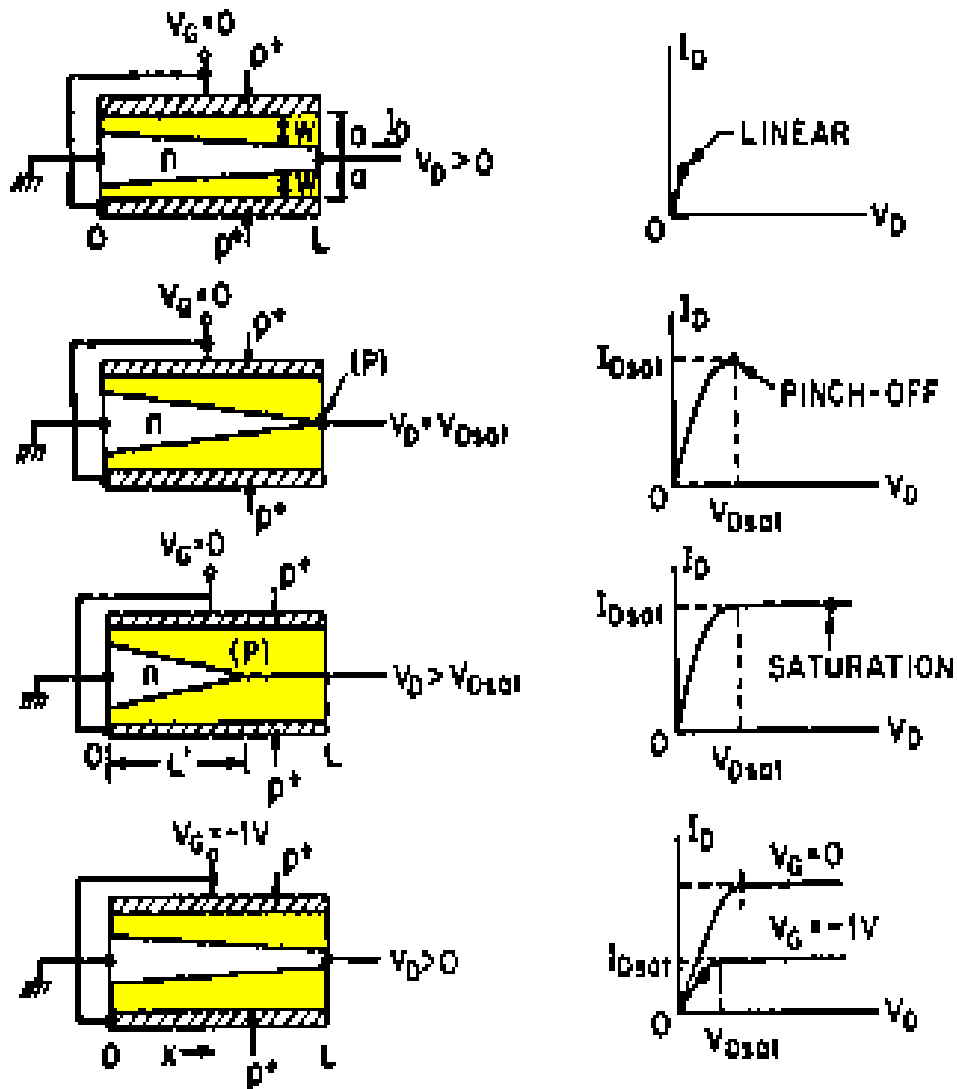 V_G = 0
p+
I_D
W
a
n
V_D > 0
W
a
0
p+
L
I_D
LINEAR
0
V_D
V_G = 0
p+
(P)
n
V_D = V_Dsat
p+
I_D
I_Dsat
PINCH-OFF
0
V_D
V_Dsat
V_G = 0
p+
(P)
n
V_D > V_Dsat
0
L'
L
p+
I_D
I_Dsat
SATURATION
0
V_D
V_Dsat
V_G = -1V
p+
V_D > 0
0
x
L
p+
I_D
V_G = 0
V_G = -1V
I_Dsat
0
V_D
V_Dsat